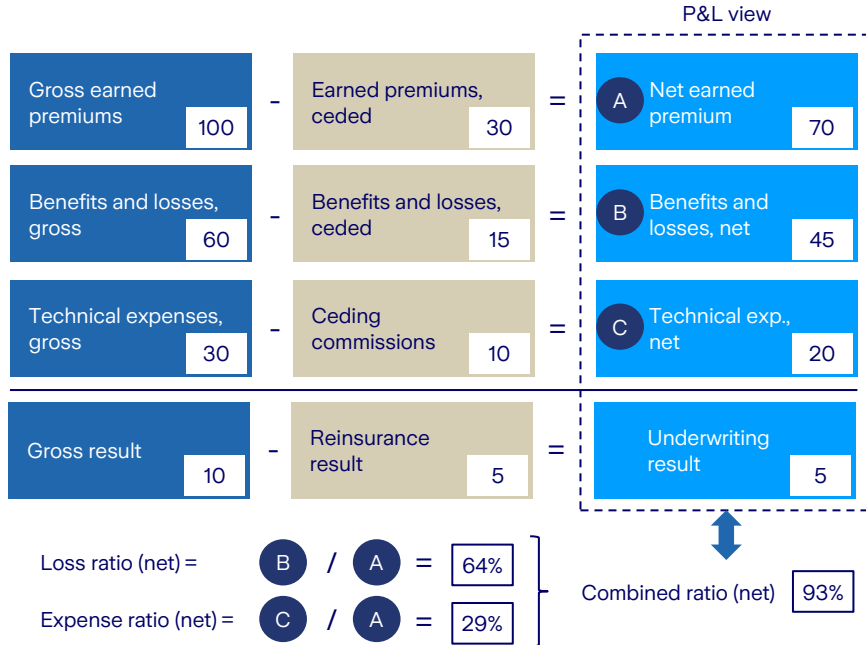 P&L view
Gross earned premiums 100 - Earned premiums, ceded 30 = A Net earned premium 70
Benefits and losses, gross 60 - Benefits and losses, ceded 15 = B Benefits and losses, net 45
Technical expenses, gross 30 - Ceding commissions 10 = C Technical exp., net 20
Gross result 10 - Reinsurance result 5 = Underwriting result 5
Loss ratio (net) = B / A = 64%
Expense ratio (net) = C / A = 29%
Combined ratio (net) 93%